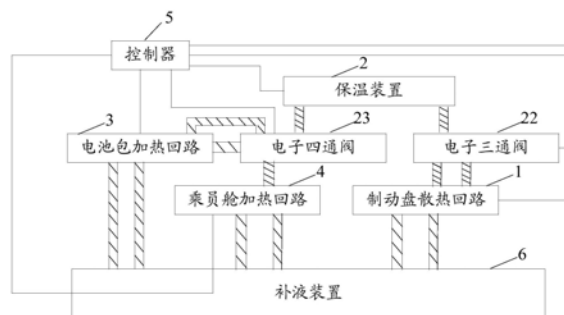 5
控制器
2
保温装置
3
电池包加热回路
23
电子四通阀
22
电子三通阀
4
乘员舱加热回路
1
制动盘散热回路
6
补液装置